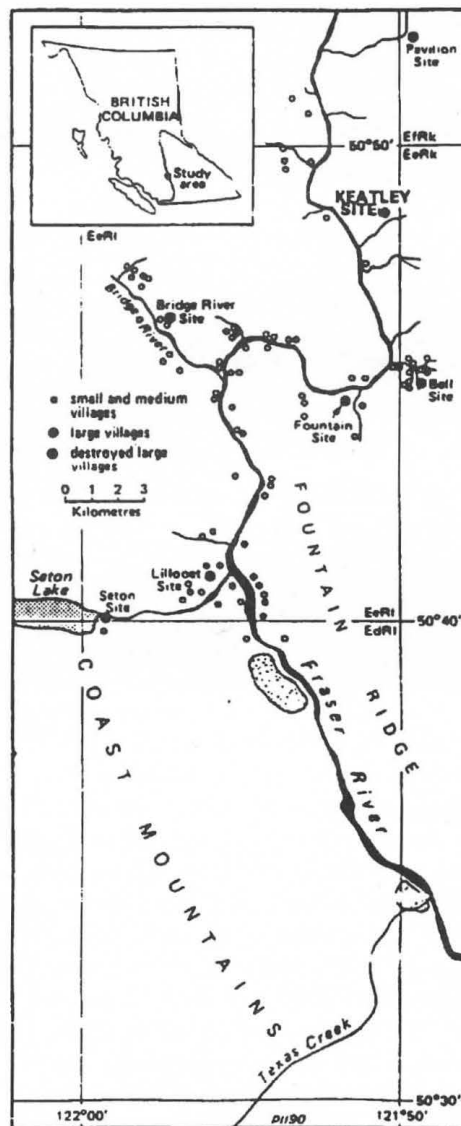 Pavilion
Site
BRITISH
COLUMBIA
Study
area
50°50'
EfRk
EeRk
KEATLEY
SITE
EeRl
Bridge River
Bridge River
Site
Bell
Site
Fountain
Site
small and medium
villages
large villages
destroyed large
villages
0 1 2 3
Kilometres
FOUNTAIN RIDGE
Seton
Lake
Lillooet
Site
Seton
Site
EeRl
EdRl
50°40'
COAST MOUNTAINS
Fraser River
Texas Creek
50°30'
122°00'
P1190
121°50'